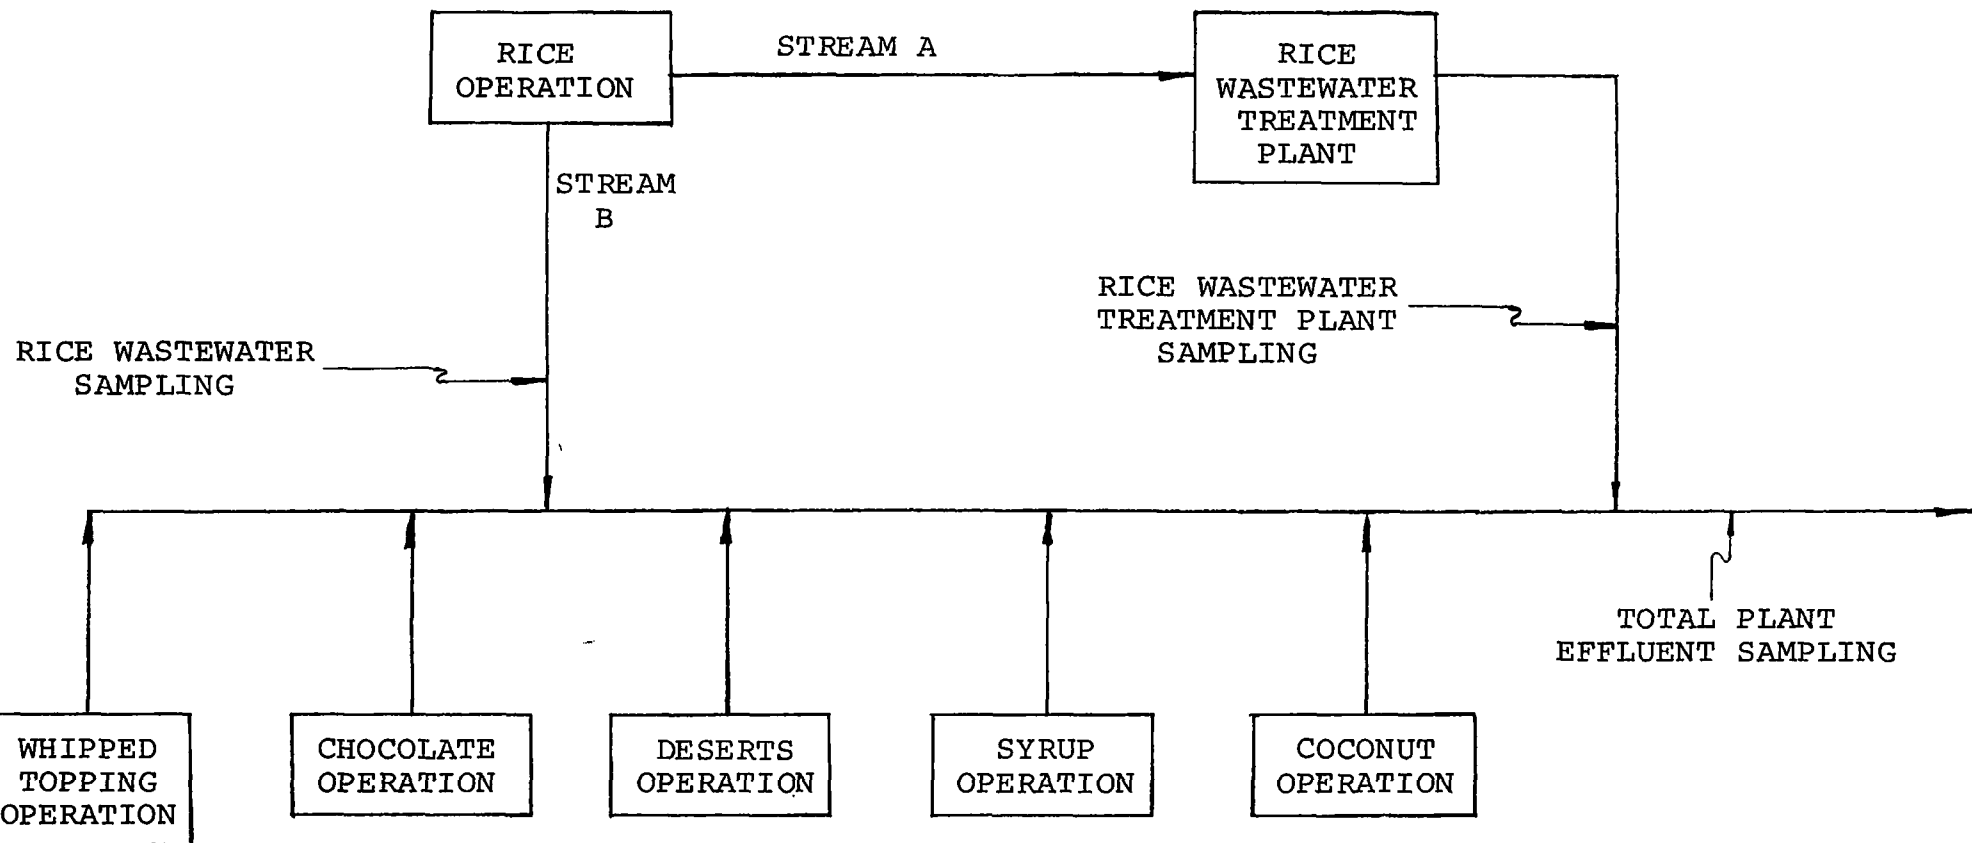 RICE
OPERATION
STREAM A
RICE
WASTEWATER
TREATMENT
PLANT
STREAM
B
RICE WASTEWATER
TREATMENT PLANT
SAMPLING
RICE WASTEWATER
SAMPLING
TOTAL PLANT
EFFLUENT SAMPLING
WHIPPED
TOPPING
OPERATION
CHOCOLATE
OPERATION
DESERTS
OPERATION
SYRUP
OPERATION
COCONUT
OPERATION